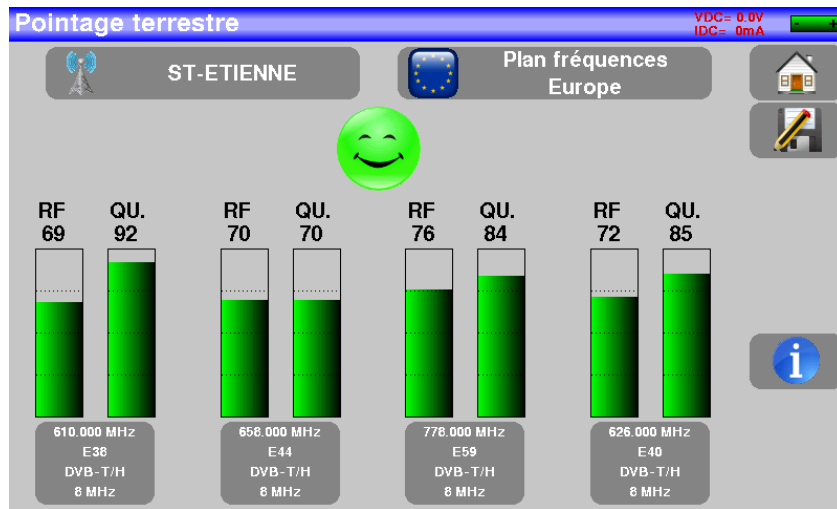 Pointage terrestre
VDC= 0.0V
IDC= 0mA
- +
ST-ETIENNE
Plan fréquences
Europe
RF QU. RF QU. RF QU. RF QU.
69 92 70 70 76 84 72 85
610.000 MHz 658.000 MHz 778.000 MHz 626.000 MHz
E38 E44 E59 E40
DVB-T/H DVB-T/H DVB-T/H DVB-T/H
8 MHz 8 MHz 8 MHz 8 MHz
i